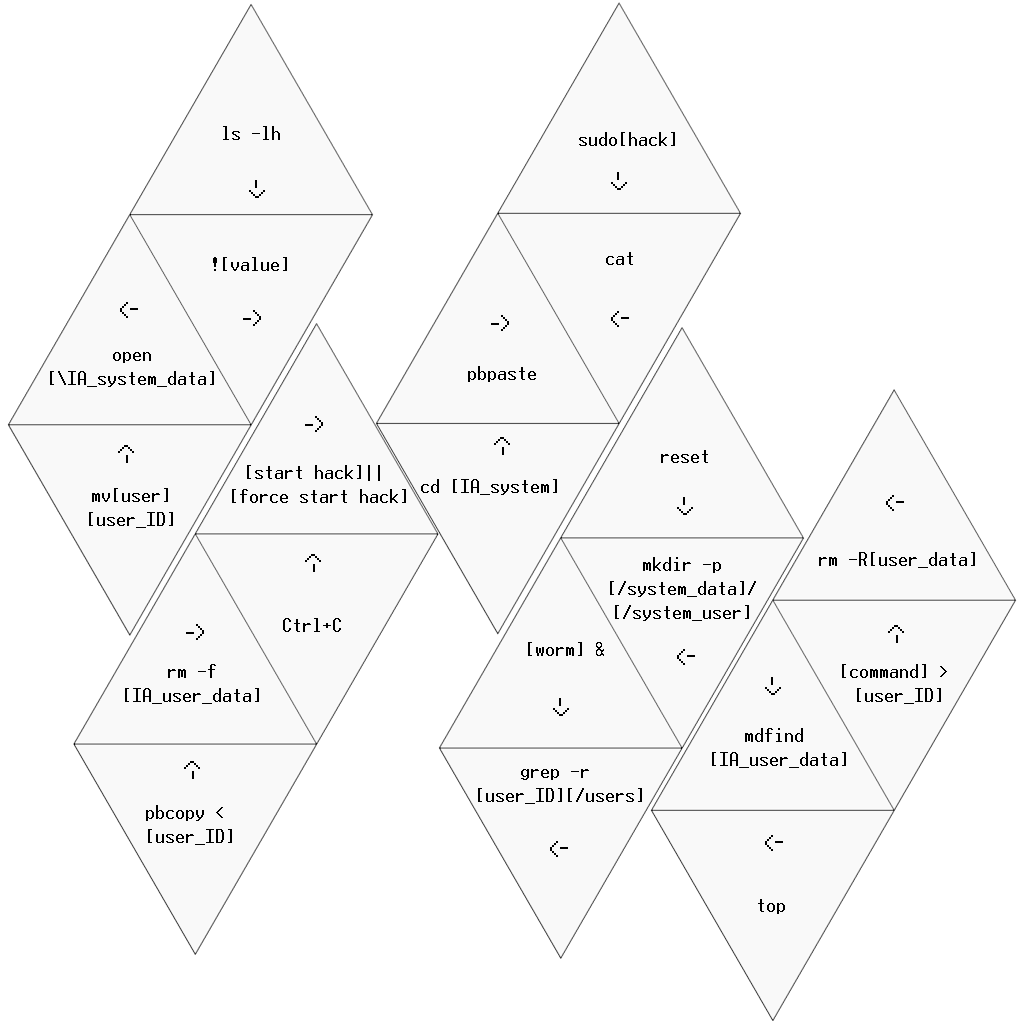 ls -lh
↓
![value]
->
<-
open
[\IA_system_data]
↑
mv[user]
[user_ID]
->
[start hack]||
[force start hack]
↑
Ctrl+C
->
rm -f
[IA_user_data]
↑
pbcopy <
[user_ID]
sudo[hack]
↓
cat
<-
->
pbpaste
↑
cd [IA_system]
reset
↓
mkdir -p
[/system_data]/
[/system_user]
<-
[worm] &
↓
grep -r
[user_ID][/users]
<-
<-
rm -R[user_data]
↑
[command] >
[user_ID]
↓
mdfind
[IA_user_data]
<-
top